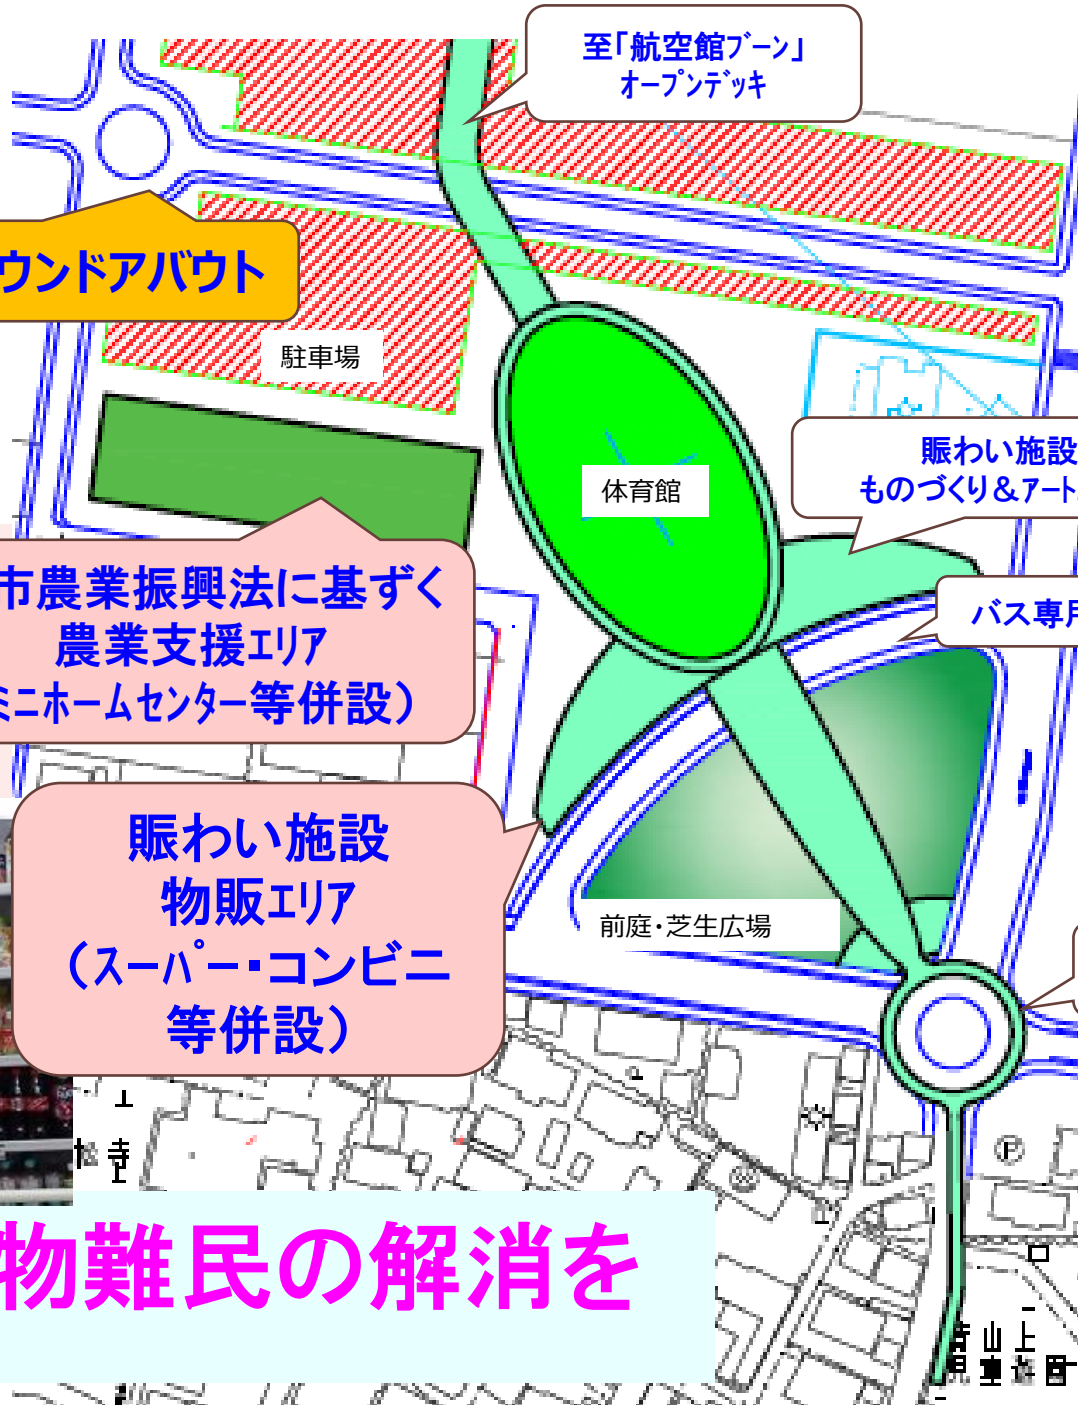 至「航空館ブーン」
オープンデッキ
ウンドアバウト
駐車場
体育館
賑わい施設
ものづくり＆アート
バス専用
市農業振興法に基ずく
農業支援エリア
ミニホームセンター等併設）
賑わい施設
物販エリア
（スーパー・コンビニ
等併設）
前庭・芝生広場
寺
物難民の解消を
山上